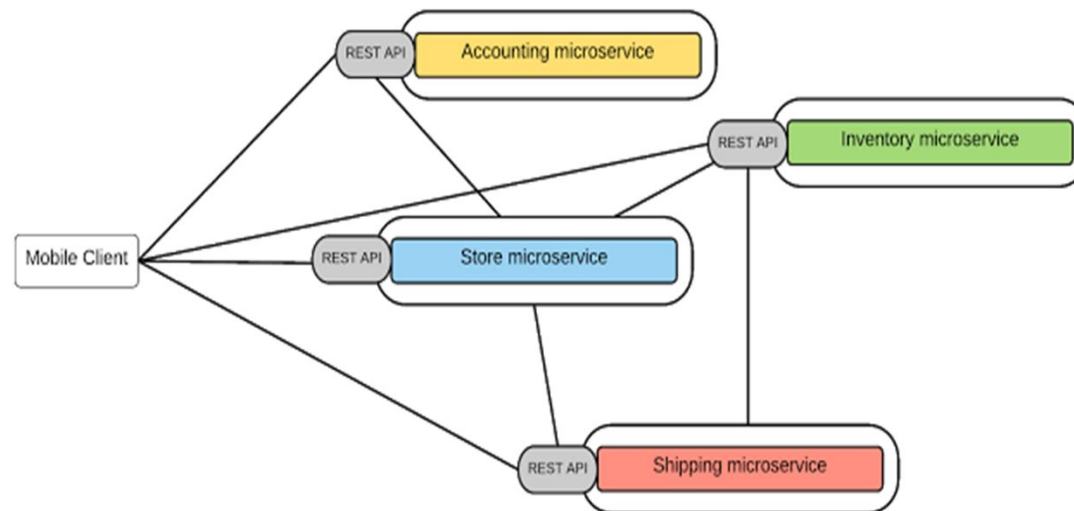 REST API
Accounting microservice
REST API
Inventory microservice
Mobile Client
REST API
Store microservice
REST API
Shipping microservice